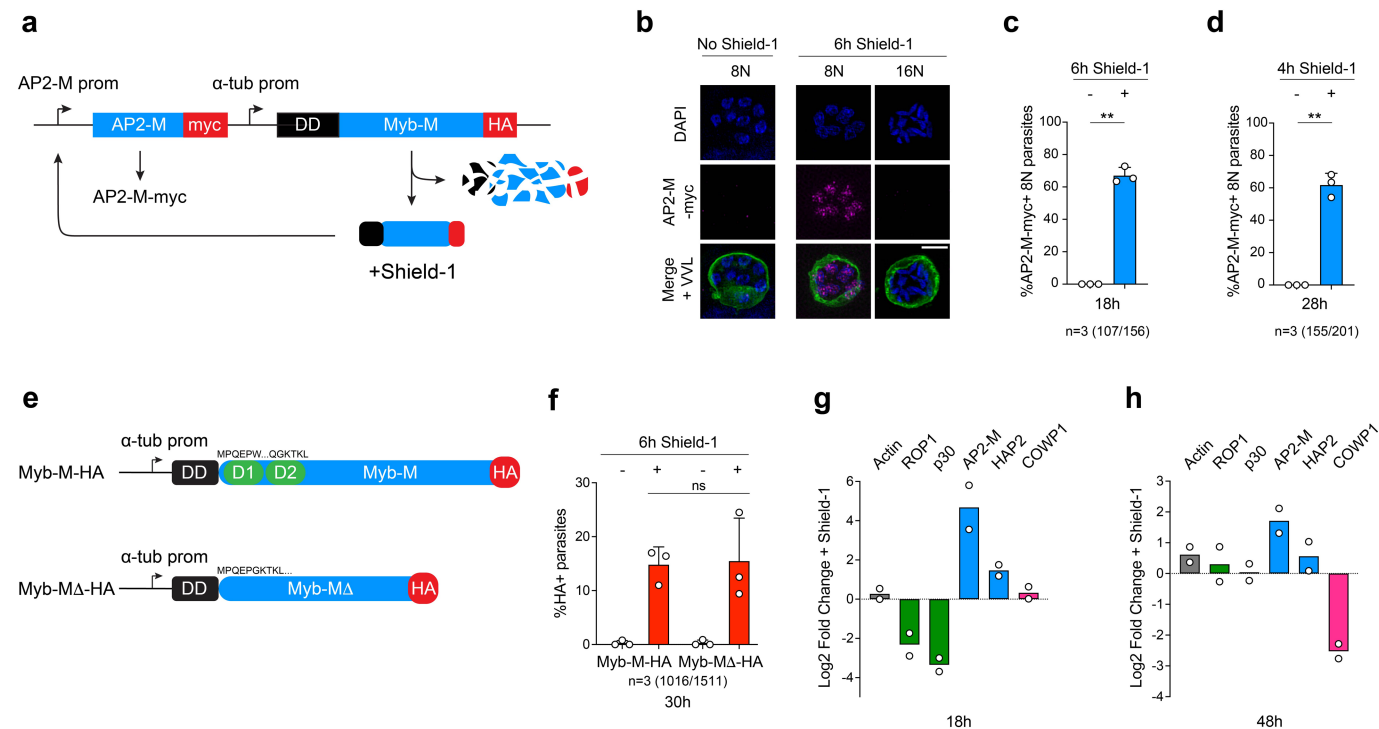 a
AP2-M prom
α-tub prom
AP2-M
myc
DD
Myb-M
HA
AP2-M-myc
+Shield-1
b
No Shield-1
6h Shield-1
8N
8N
16N
DAPI
AP2-M
-myc
Merge
+ VVL
c
6h Shield-1
- +
**
%AP2-M-myc+ 8N parasites
100
80
60
40
20
0
18h
n=3 (107/156)
d
4h Shield-1
- +
**
%AP2-M-myc+ 8N parasites
100
80
60
40
20
0
28h
n=3 (155/201)
e
α-tub prom
MPQEPW...QGKTKL
Myb-M-HA
DD
D1
D2
Myb-M
HA
α-tub prom
MPQEPGKTKL...
Myb-MΔ-HA
DD
Myb-MΔ
HA
f
6h Shield-1
- + - +
ns
%HA+ parasites
30
20
10
0
Myb-M-HA Myb-MΔ-HA
n=3 (1016/1511)
30h
g
Actin
ROP1
p30
AP2-M
HAP2
COWP1
Log2 Fold Change + Shield-1
6
4
2
0
-2
-4
18h
h
Actin
ROP1
p30
AP2-M
HAP2
COWP1
Log2 Fold Change + Shield-1
3
2
1
0
-1
-2
-3
-4
48h